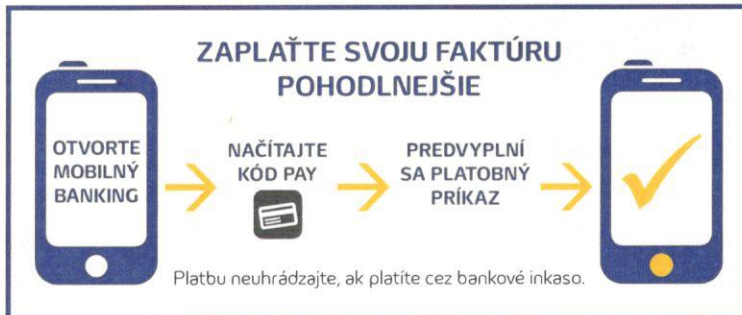 ZAPLAŤTE SVOJU FAKTÚRU
POHODLNEJŠIE
OTVORTE
MOBILNÝ
BANKING
NAČÍTAJTE
KÓD PAY
PREDVYPLNÍ
SA PLATOBNÝ
PRÍKAZ
Platbu neuhrádzajte, ak platíte cez bankové inkaso.